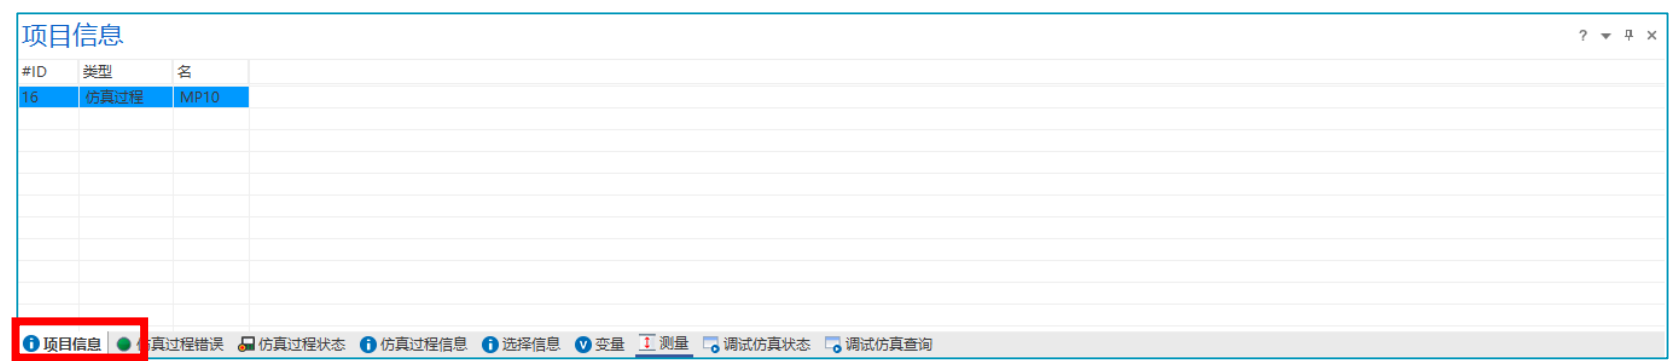 项目信息
#ID 类型 名
16 仿真过程 MP10
项目信息 仿真过程错误 仿真过程状态 仿真过程信息 选择信息 变量 测量 调试仿真状态 调试仿真查询